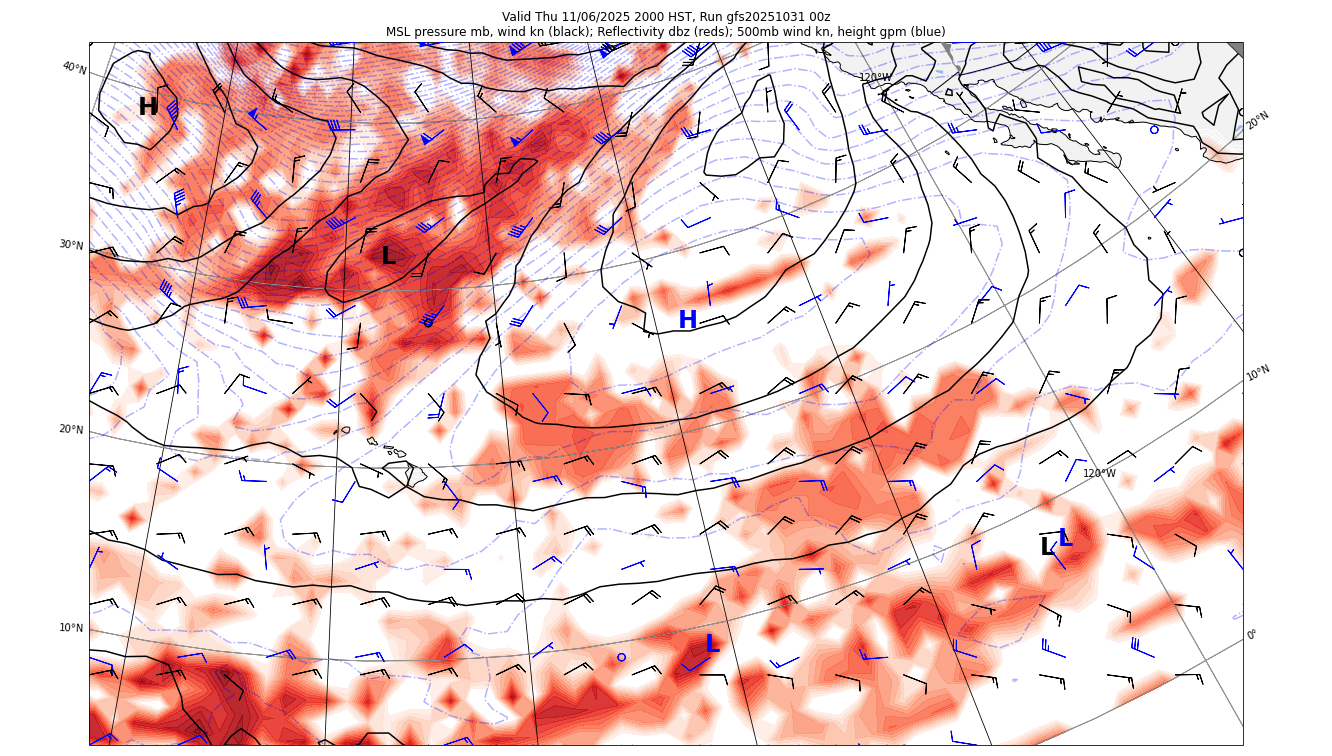 Valid Thu 11/06/2025 2000 HST, Run gfs20251031 00z
MSL pressure mb, wind kn (black); Reflectivity dbz (reds); 500mb wind kn, height gpm (blue)
40°N
120°W
20°N
H
30°N
L
H
10°N
20°N
120°W
L L
10°N
0°
L